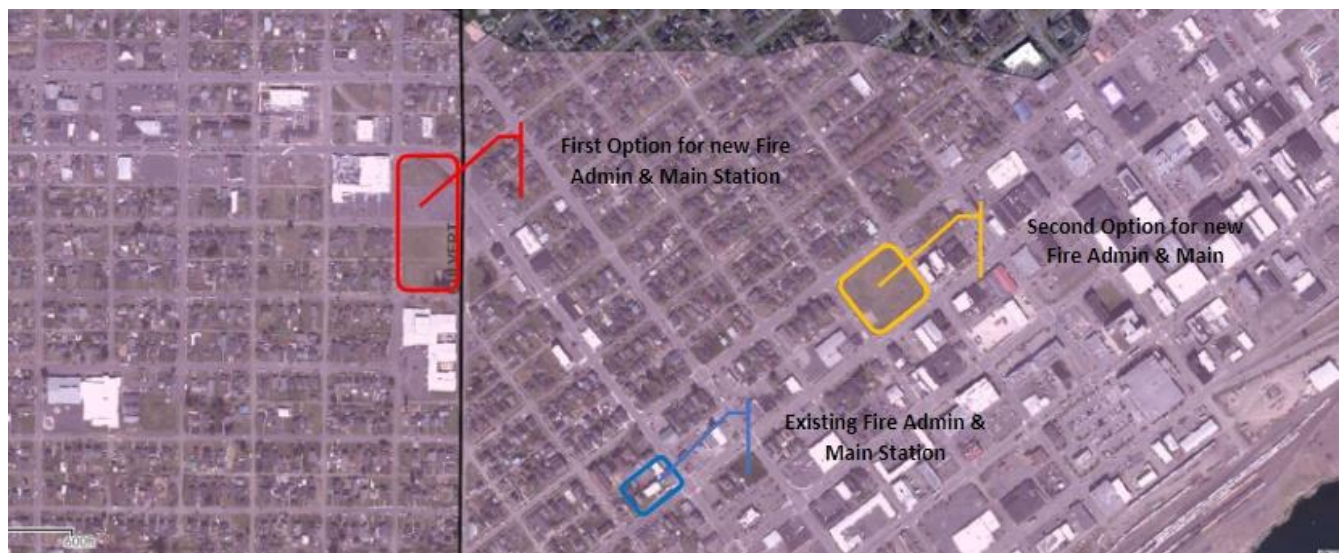 First Option for new Fire
Admin & Main Station
Second Option for new
Fire Admin & Main
Existing Fire Admin &
Main Station
600ft